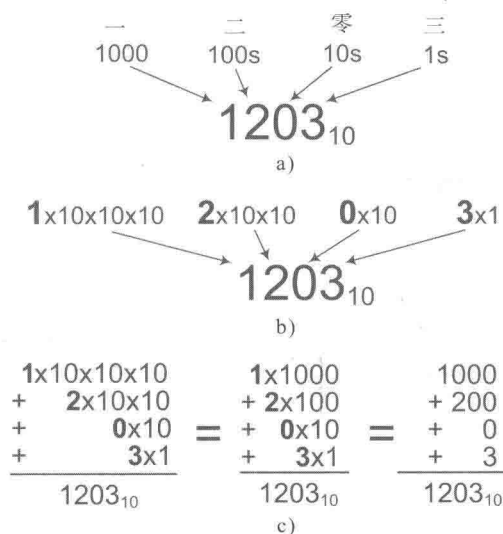 一 二 零 三
1000 100s 10s 1s
1203₁₀
a)
1x10x10x10 2x10x10 0x10 3x1
1203₁₀
b)
1x10x10x10 1x1000 1000
+ 2x10x10 + 2x100 + 200
+ 0x10 = + 0x10 = + 0
+ 3x1 + 3x1 + 3
1203₁₀ 1203₁₀ 1203₁₀
c)